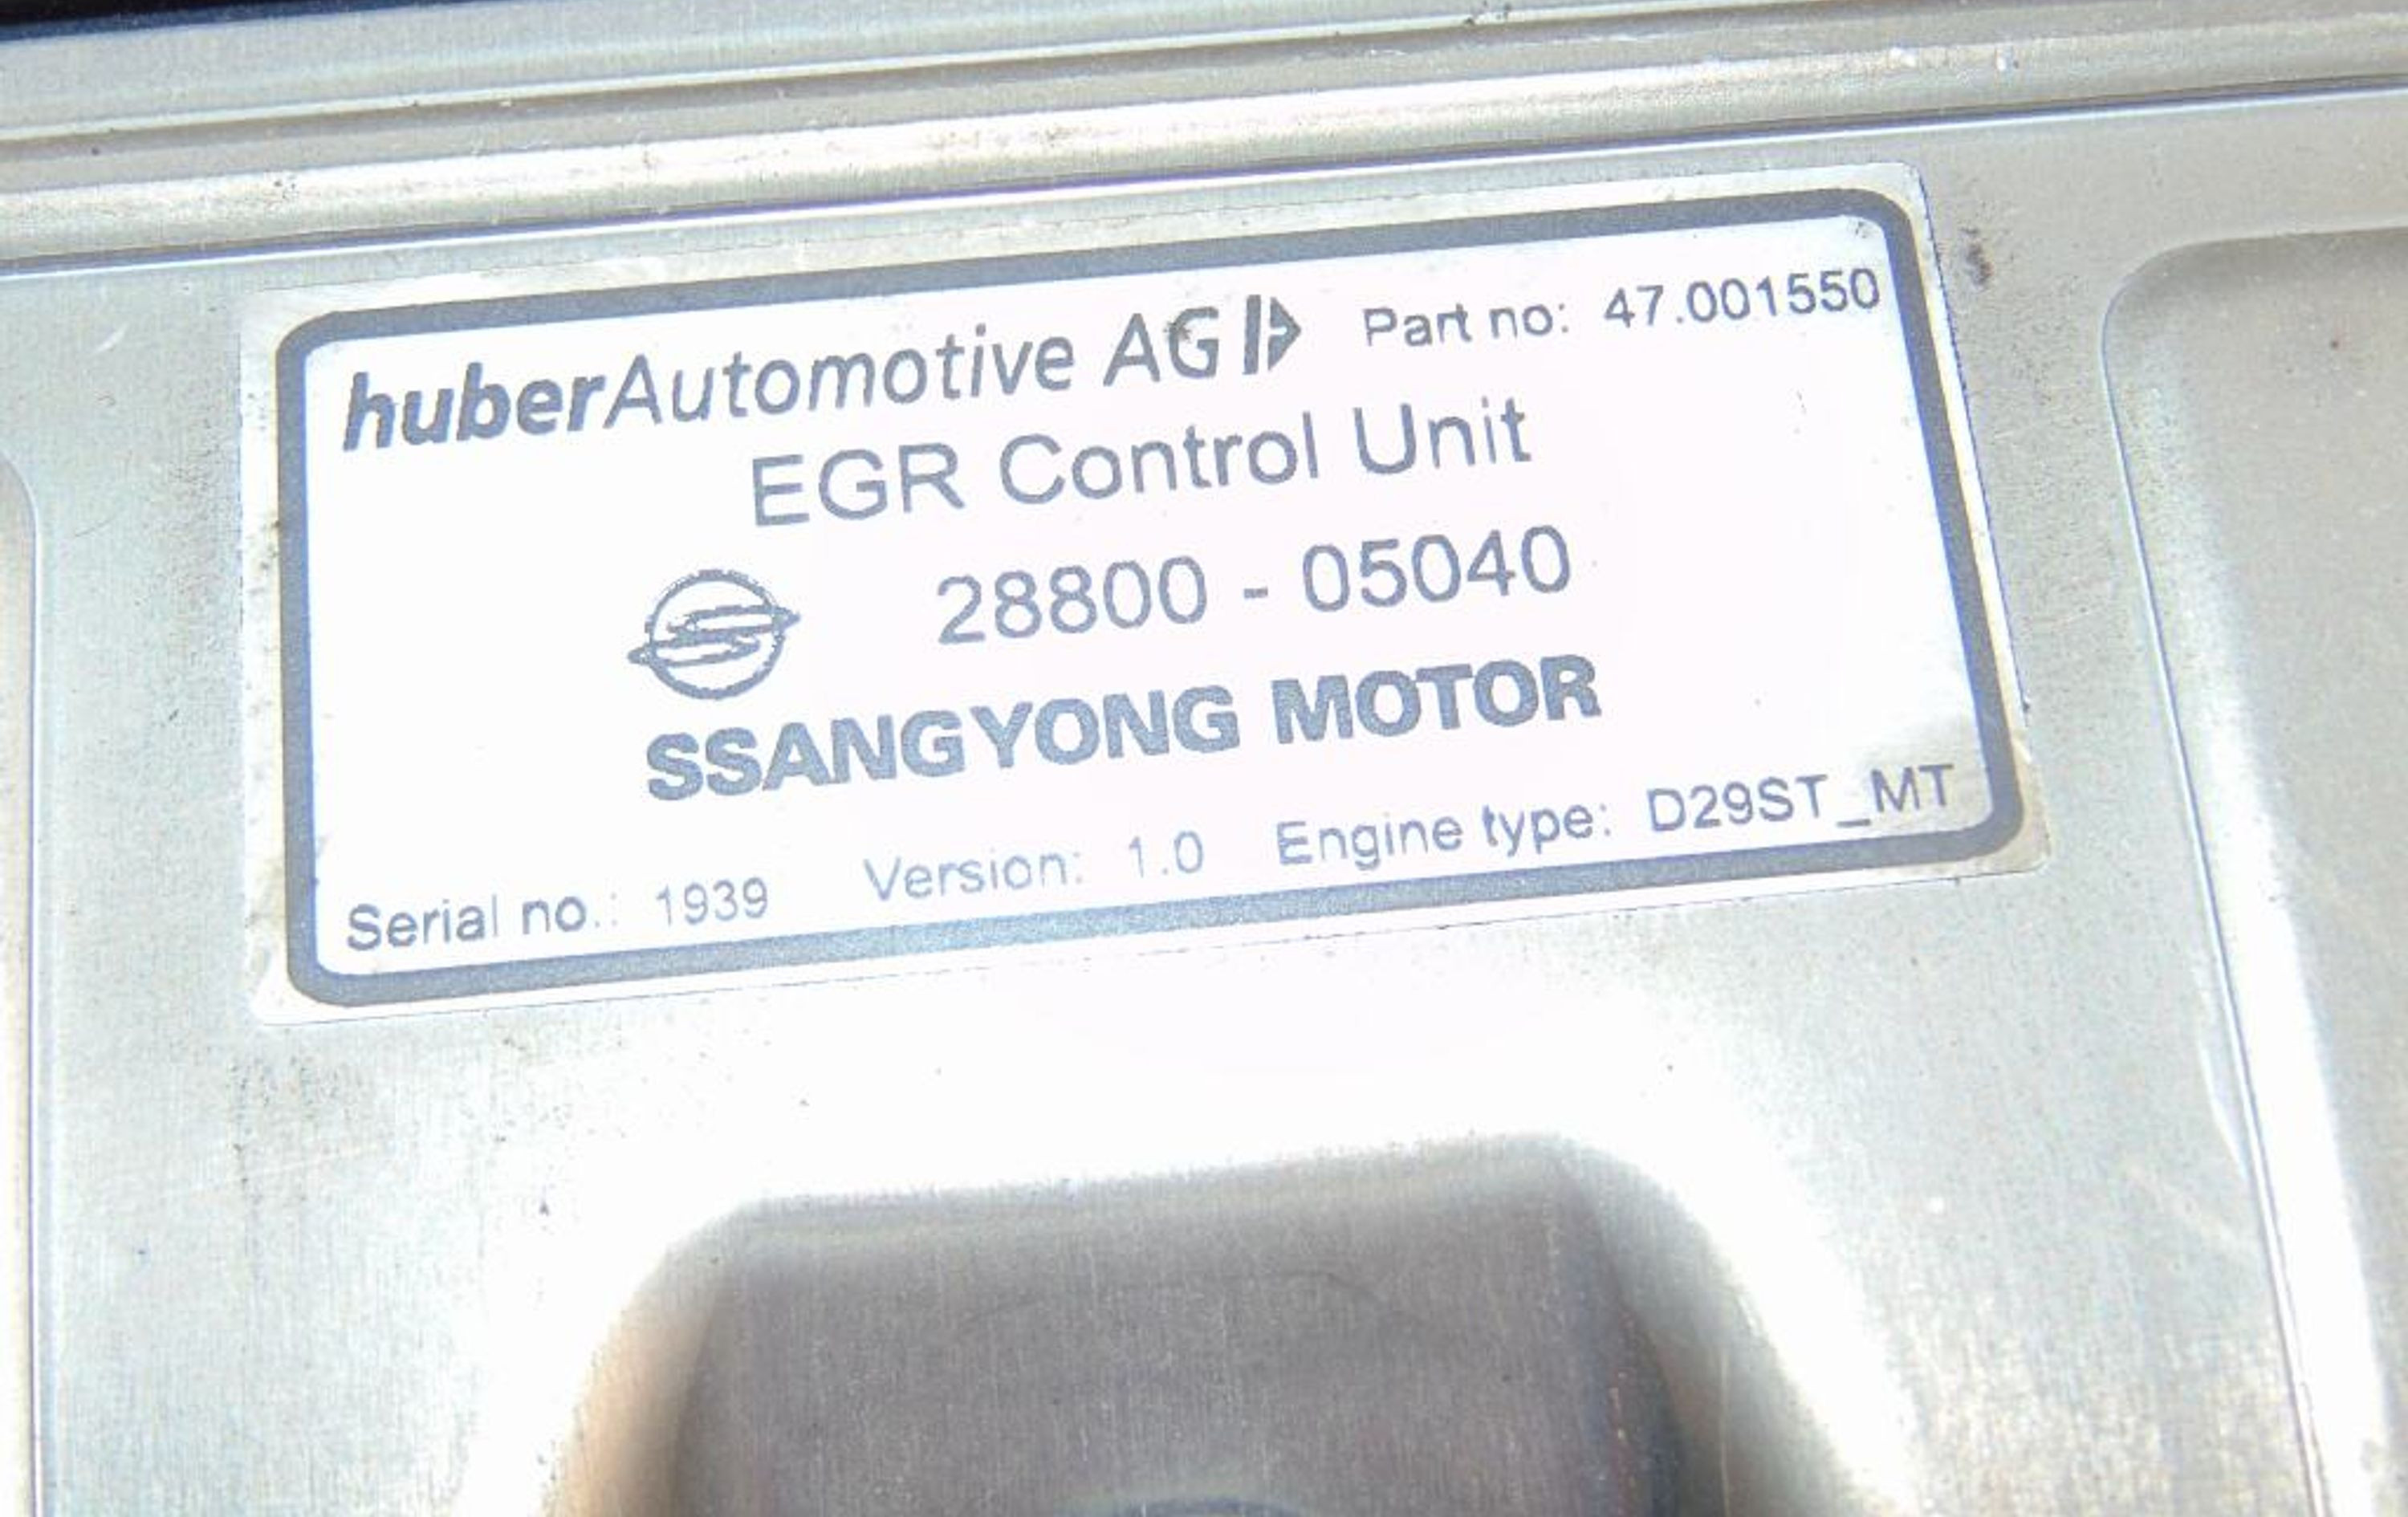 huberAutomotive AG Part no: 47.001550
EGR Control Unit
28800 - 05040
SSANGYONG MOTOR
Serial no.: 1939 Version: 1.0 Engine type: D29ST_MT